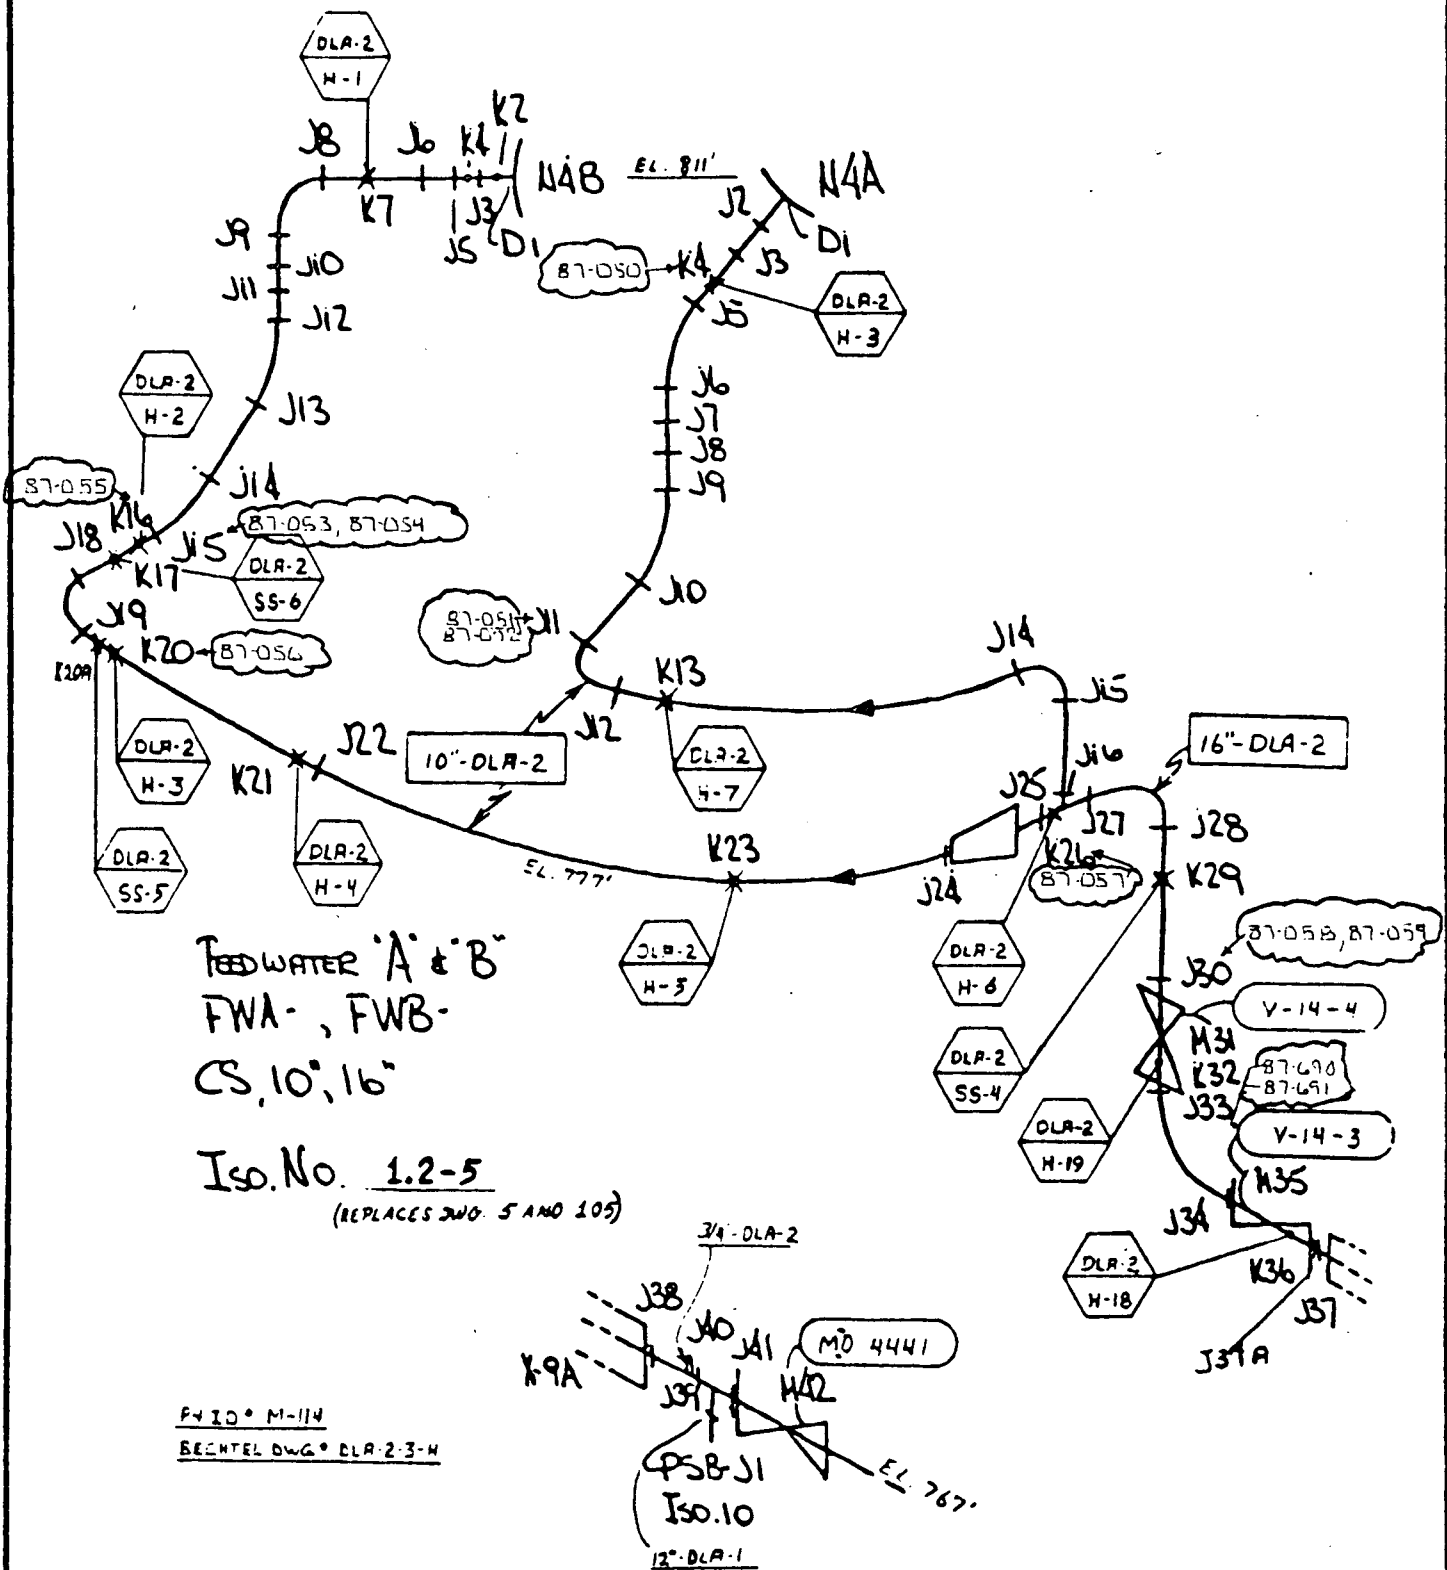 DLA-2
H-1
K2
J8
J6
K4
N4B
EL. 811'
N4A
K7
J3
J5
D1
J2
D1
J9
J10
J11
J12
87-050
K4
J3
J5
DLA-2
H-3
DLA-2
H-2
J13
J6
J7
J8
J9
J14
87-055
K16
87-053, 87-054
J18
J15
K17
DLA-2
SS-6
J10
J19
K20
87-056
K20A
J11
K13
J12
J14
J15
J16
16"-DLA-2
DLA-2
H-3
K21
J22
10"-DLA-2
DLA-2
H-7
J25
J27
J28
DLA-2
SS-5
DLA-2
H-4
EL. 777'
K23
J24
K26
87-057
K29
DLA-2
H-5
DLA-2
H-6
87-058, 87-059
J30
V-14-4
M31
K32
J33
87-690
87-691
DLA-2
SS-4
DLA-2
H-19
V-14-3
M35
J34
K36
J37
DLA-2
H-18
J37A
FEEDWATER "A" & "B"
FWA- , FWB-
CS, 10", 16"
Iso. No. 1.2-5
(REPLACES DWG. 5 AND 105)
3/4-DLA-2
J38
J40
J41
MO 4441
X-9A
J39
M42
PSB-J1
Iso. 10
12"-DLA-1
EL. 767'
P&ID# M-114
BECHTEL DWG# DLA-2-3-H